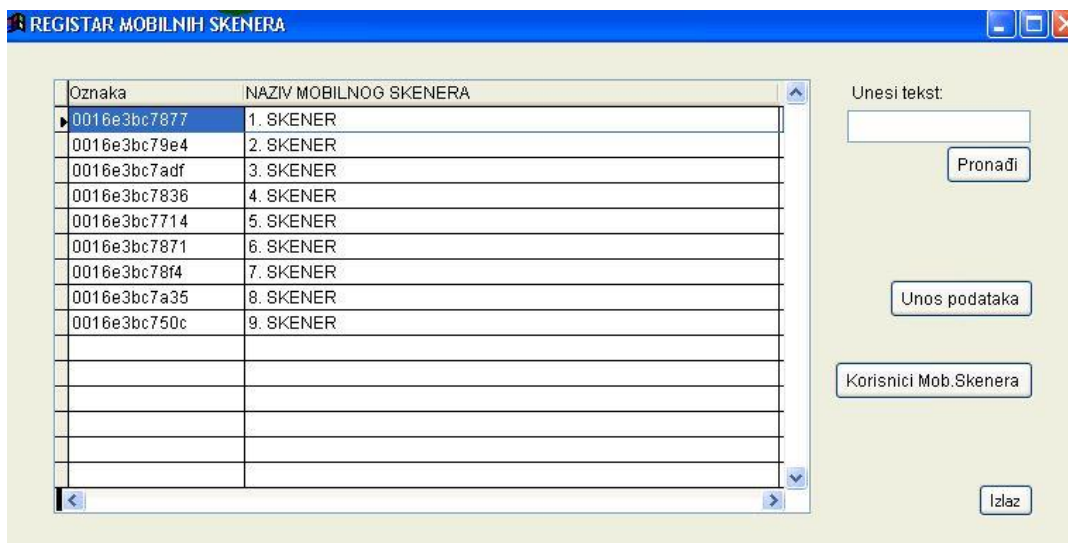 REGISTAR MOBILNIH SKENERA
Oznaka NAZIV MOBILNOG SKENERA
0016e3bc7877 1. SKENER
0016e3bc79e4 2. SKENER
0016e3bc7adf 3. SKENER
0016e3bc7836 4. SKENER
0016e3bc7714 5. SKENER
0016e3bc7871 6. SKENER
0016e3bc78f4 7. SKENER
0016e3bc7a35 8. SKENER
0016e3bc750c 9. SKENER
Unesi tekst:
Pronađi
Unos podataka
Korisnici Mob.Skenera
Izlaz